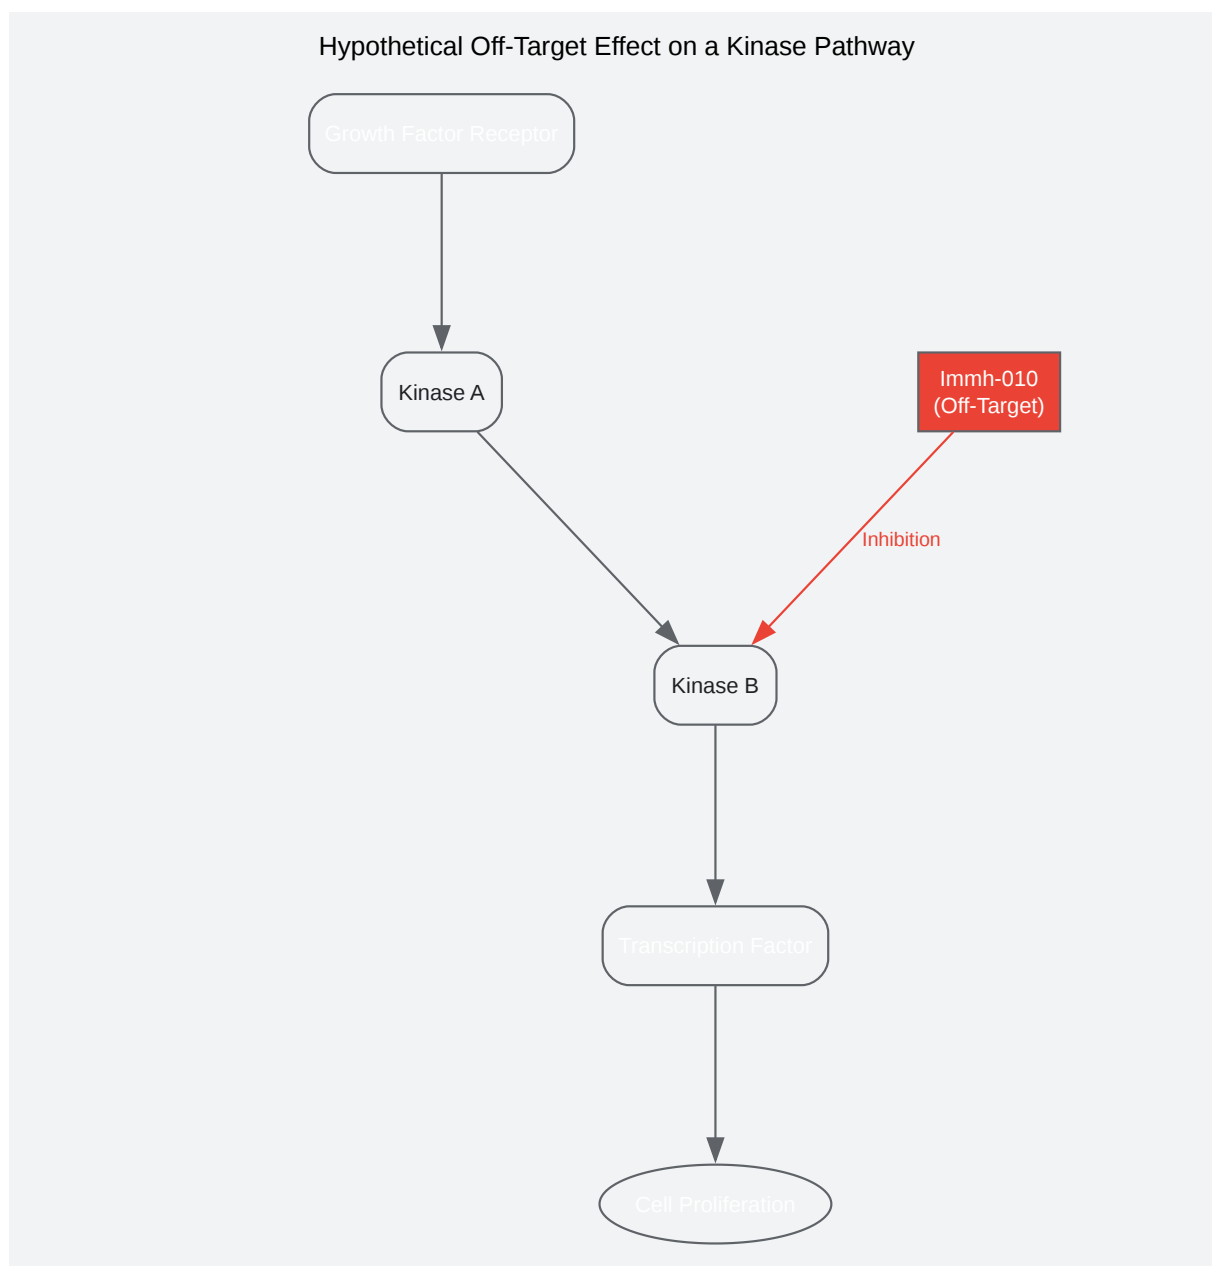 Hypothetical Off-Target Effect on a Kinase Pathway
Growth Factor Receptor
Kinase A
Immh-010
(Off-Target)
Inhibition
Kinase B
Transcription Factor
Cell Proliferation